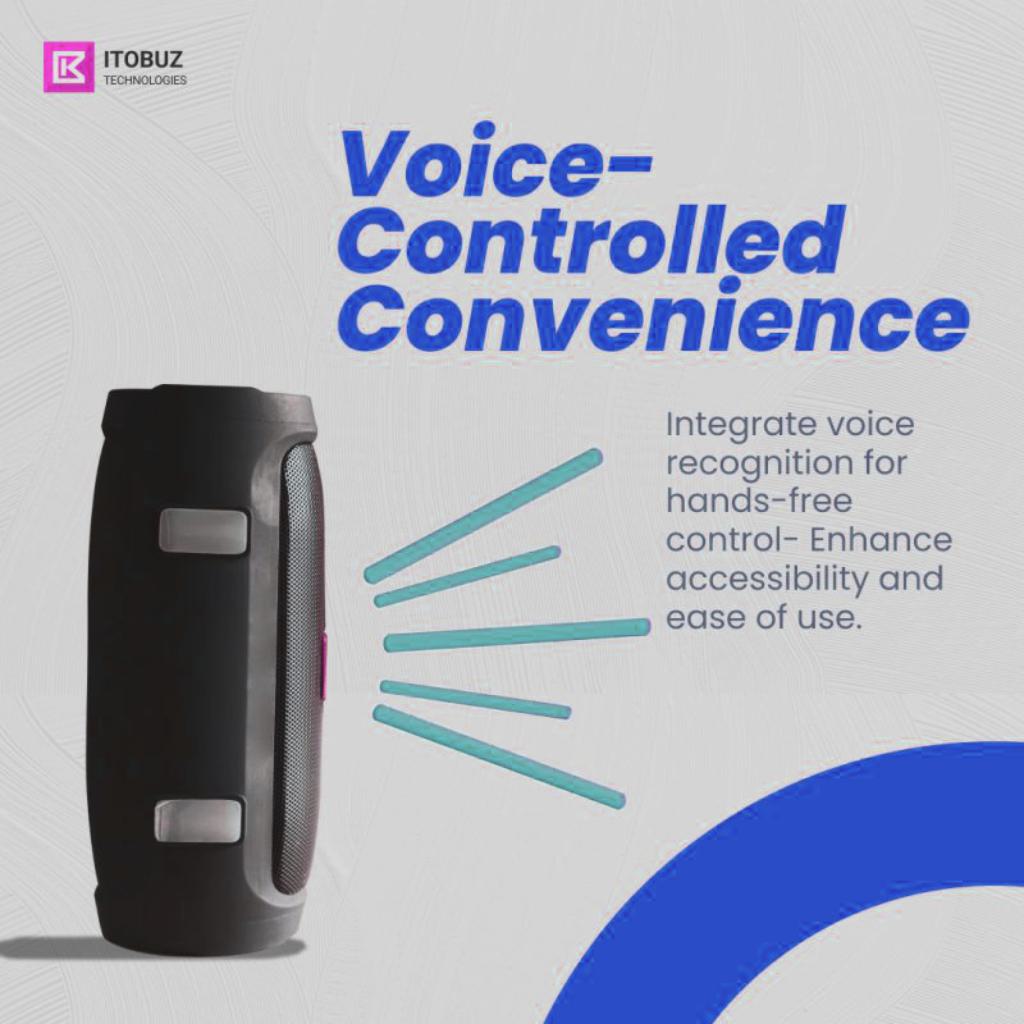 ITOBUZ
TECHNOLOGIES
Voice-
Controlled
Convenience
Integrate voice
recognition for
hands-free
control- Enhance
accessibility and
ease of use.